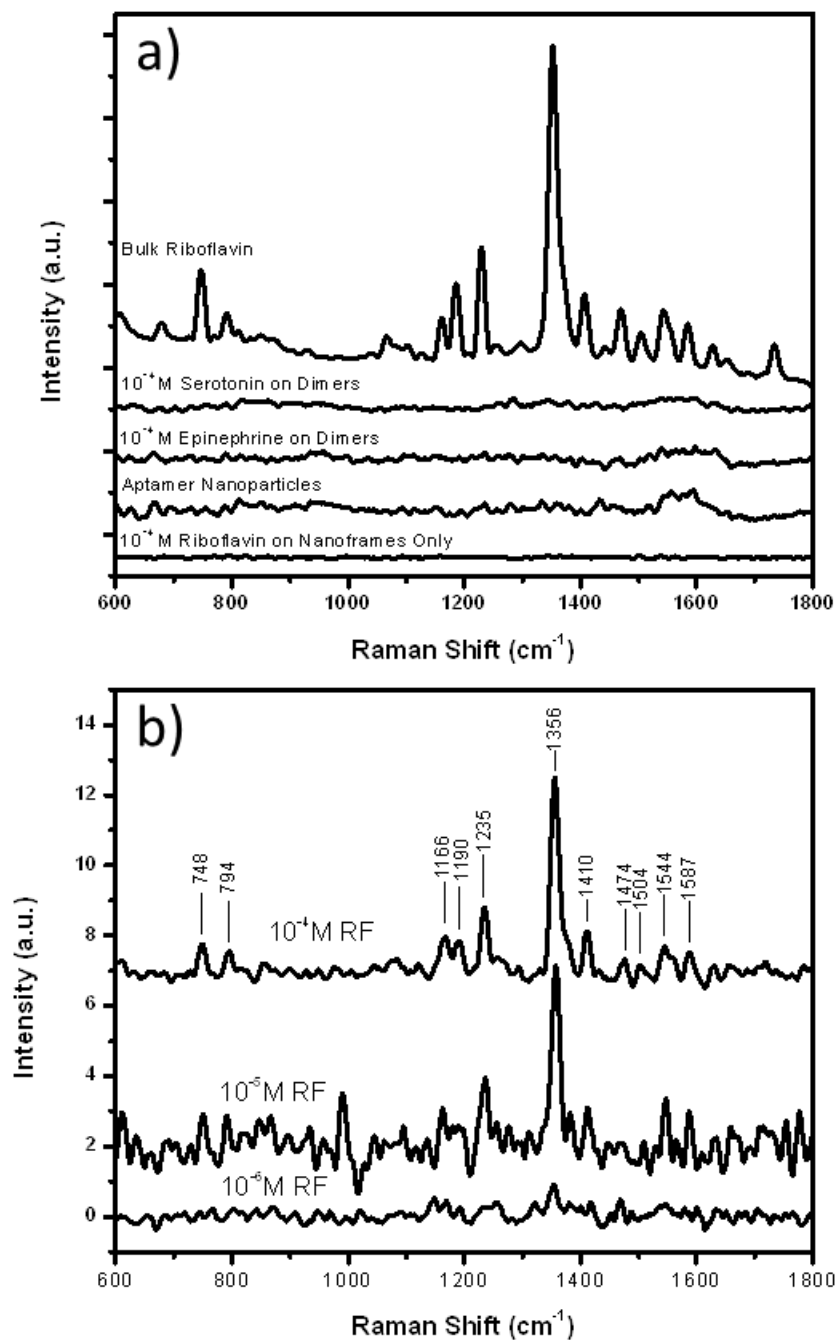 a)
Bulk Riboflavin
10⁻⁴M Serotonin on Dimers
10⁻⁴M Epinephrine on Dimers
Aptamer Nanoparticles
10⁻⁴M Riboflavin on Nanoframes Only
Intensity (a.u.)
600 800 1000 1200 1400 1600 1800
Raman Shift (cm⁻¹)
b)
748
794
1166
1190
1235
1356
1410
1474
1504
1544
1587
10⁻⁴M RF
10⁻⁵M RF
10⁻⁶M RF
14
12
10
8
6
4
2
0
Intensity (a.u.)
600 800 1000 1200 1400 1600 1800
Raman Shift (cm⁻¹)